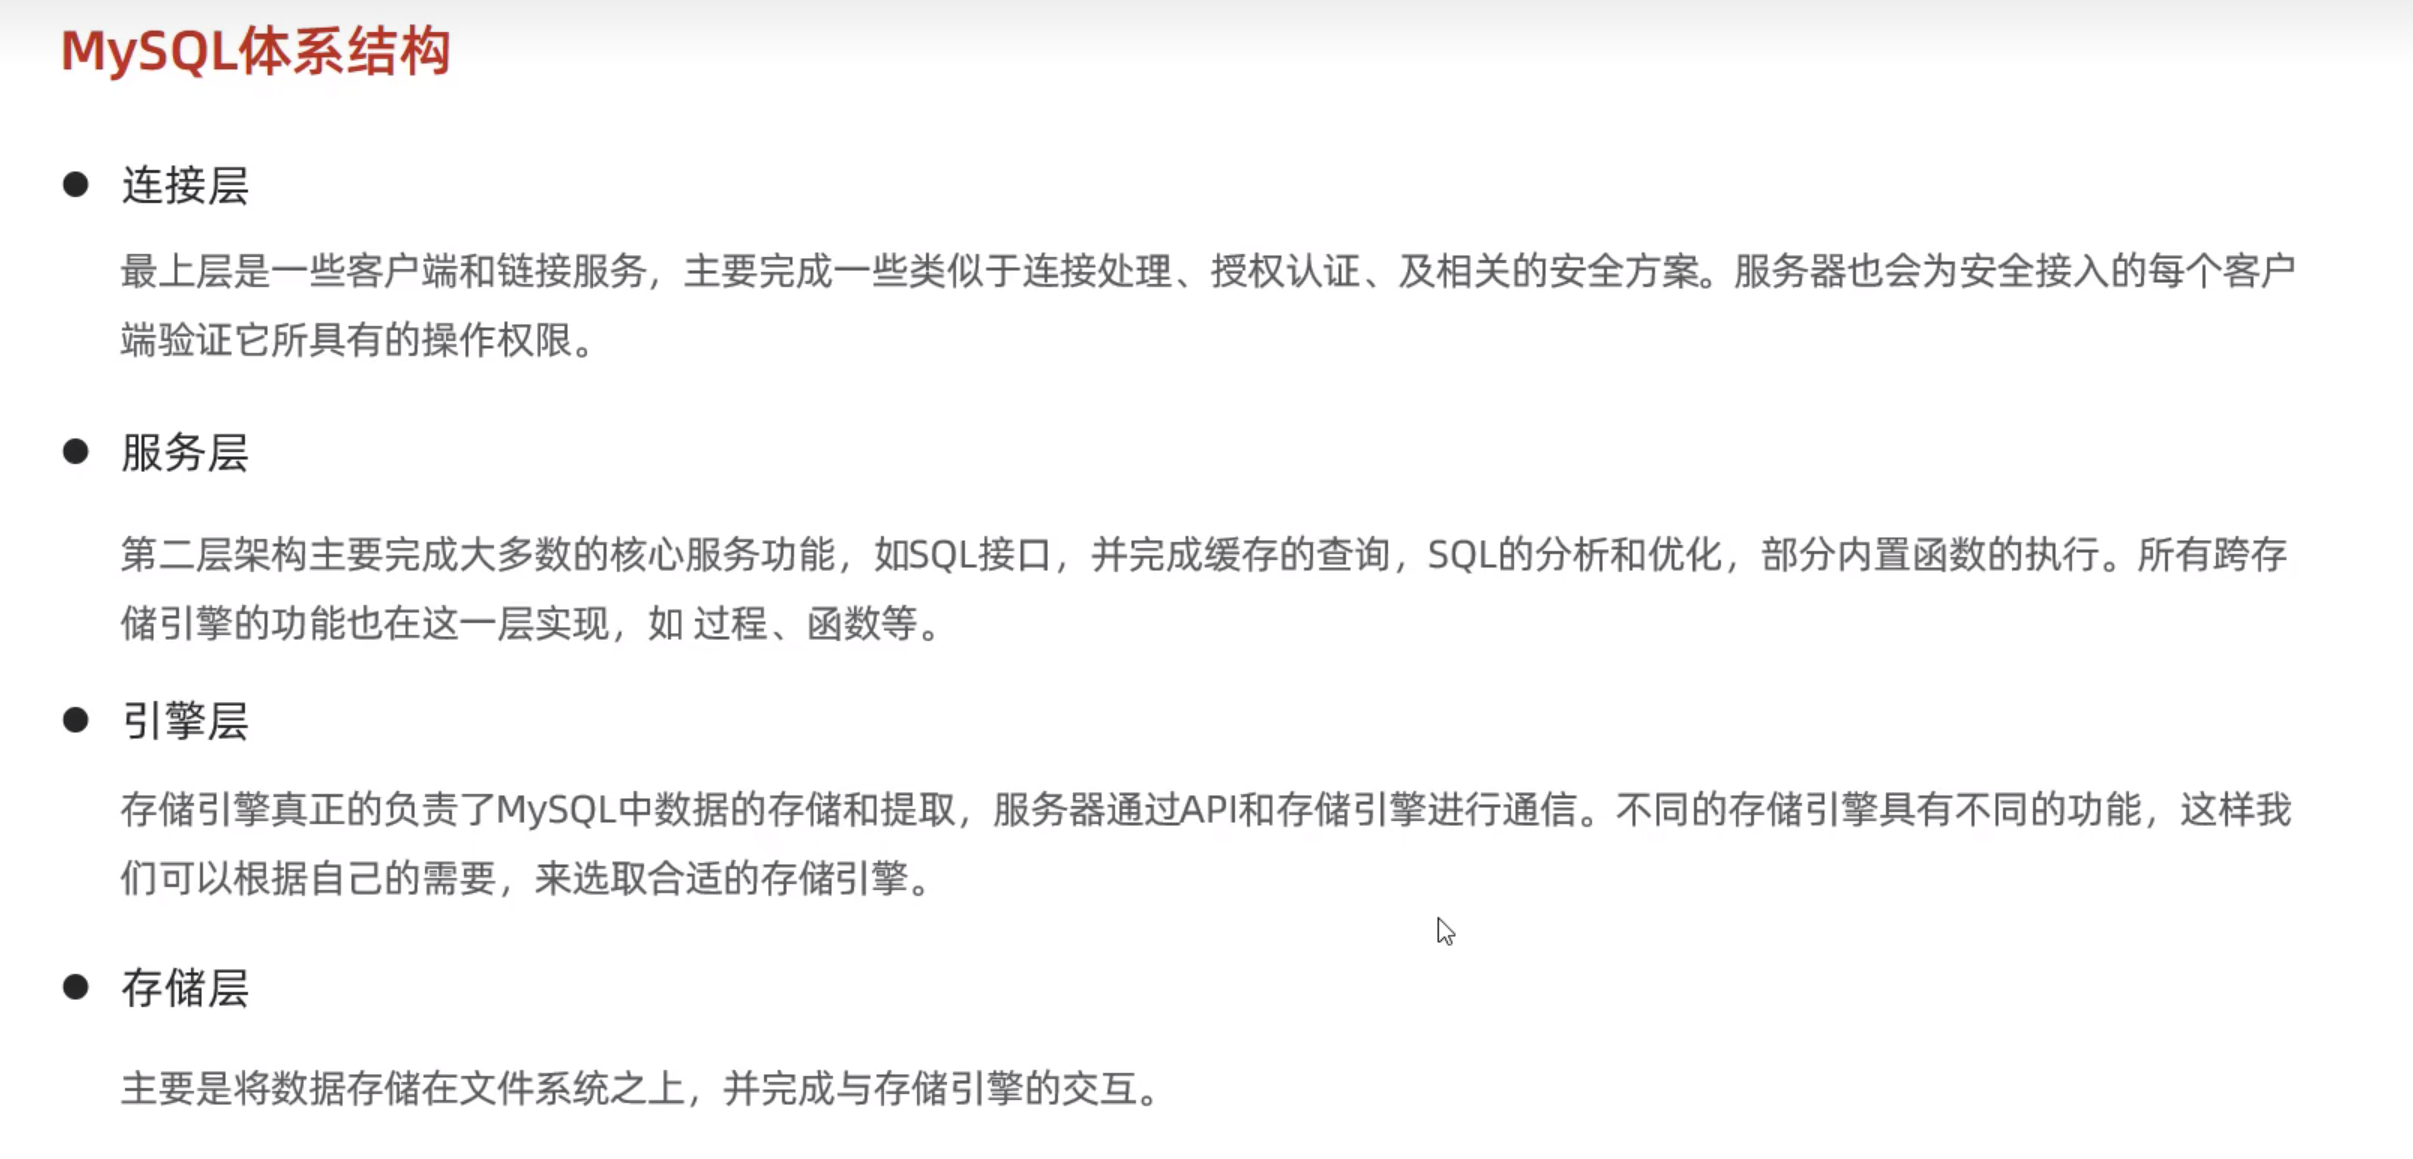 MySQL体系结构
● 连接层
最上层是一些客户端和链接服务，主要完成一些类似于连接处理、授权认证、及相关的安全方案。服务器也会为安全接入的每个客户
端验证它所具有的操作权限。
● 服务层
第二层架构主要完成大多数的核心服务功能，如SQL接口，并完成缓存的查询，SQL的分析和优化，部分内置函数的执行。所有跨存
储引擎的功能也在这一层实现，如 过程、函数等。
● 引擎层
存储引擎真正的负责了MySQL中数据的存储和提取，服务器通过API和存储引擎进行通信。不同的存储引擎具有不同的功能，这样我
们可以根据自己的需要，来选取合适的存储引擎。
● 存储层
主要是将数据存储在文件系统之上，并完成与存储引擎的交互。